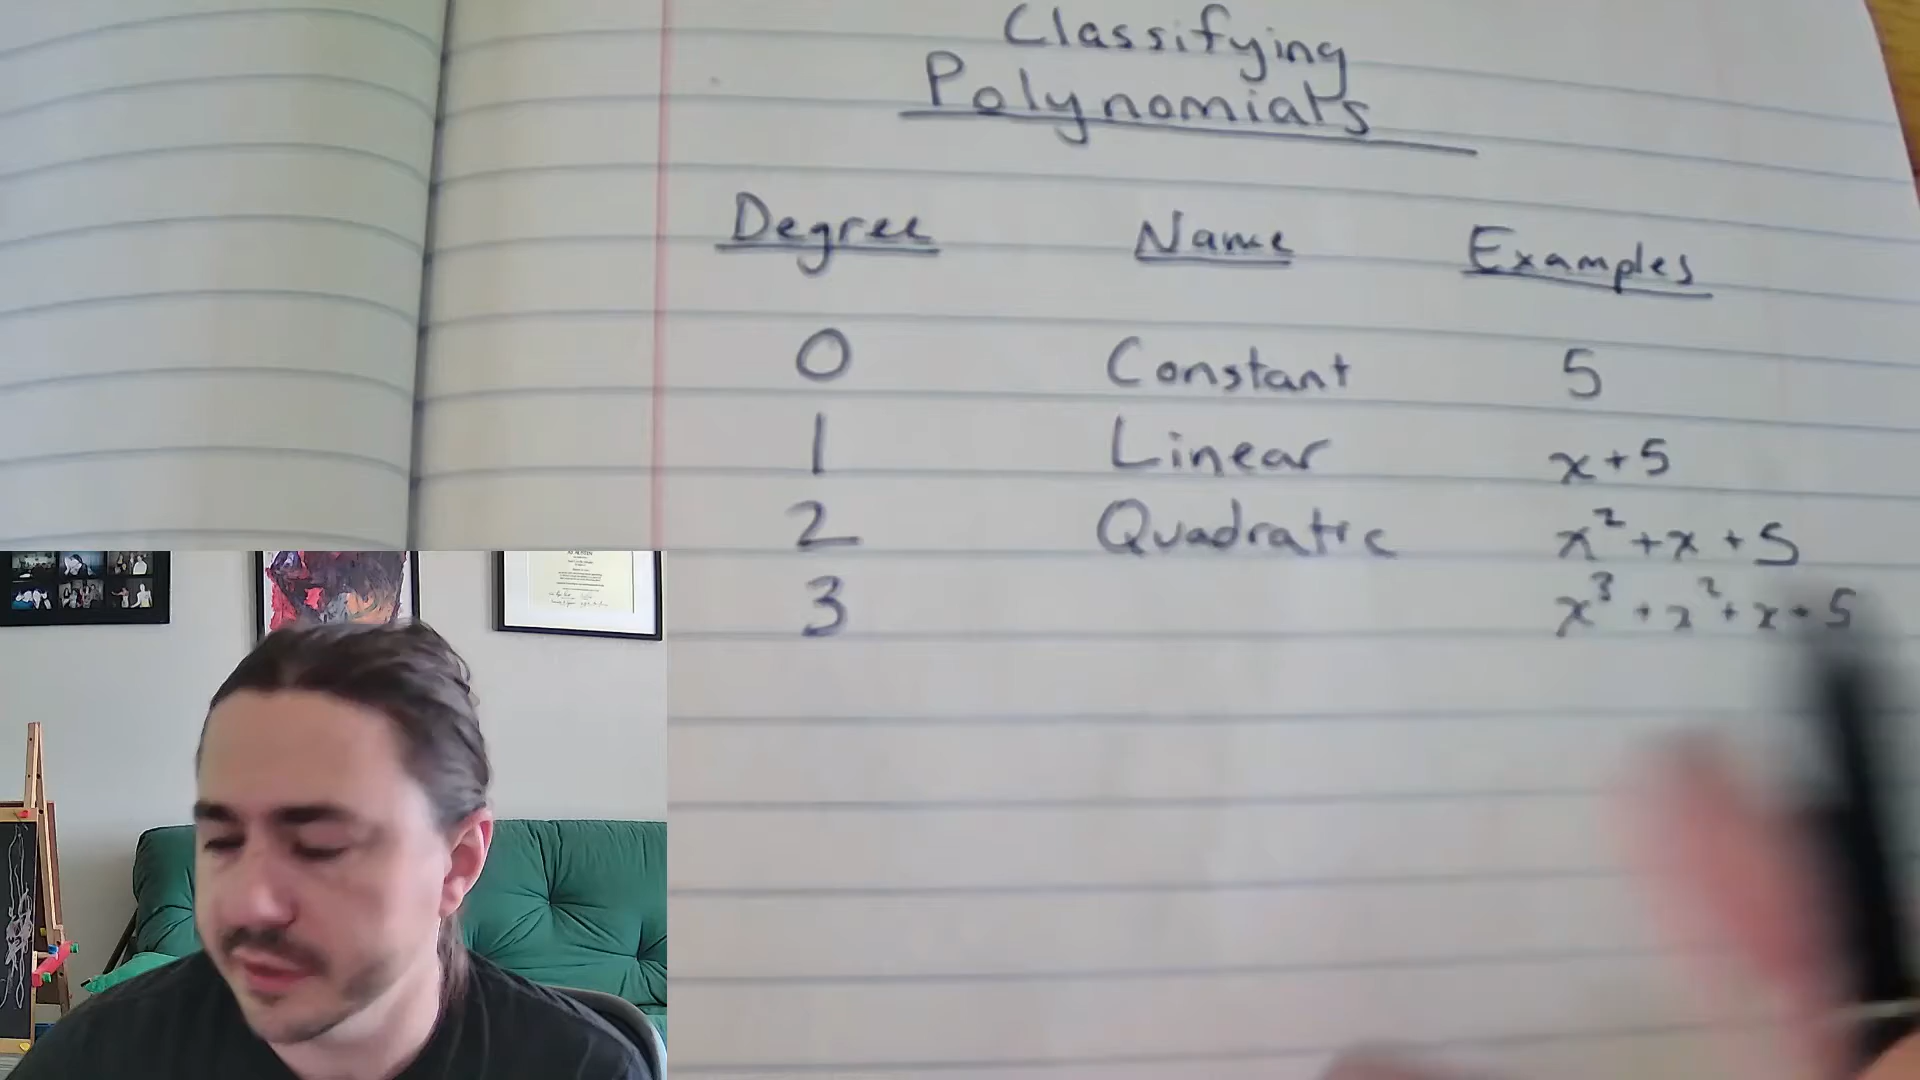 Classifying
Polynomials
Degree Name Examples
0 Constant 5
1 Linear x+5
2 Quadratic x²+x+5
3 x³+x²+x+5